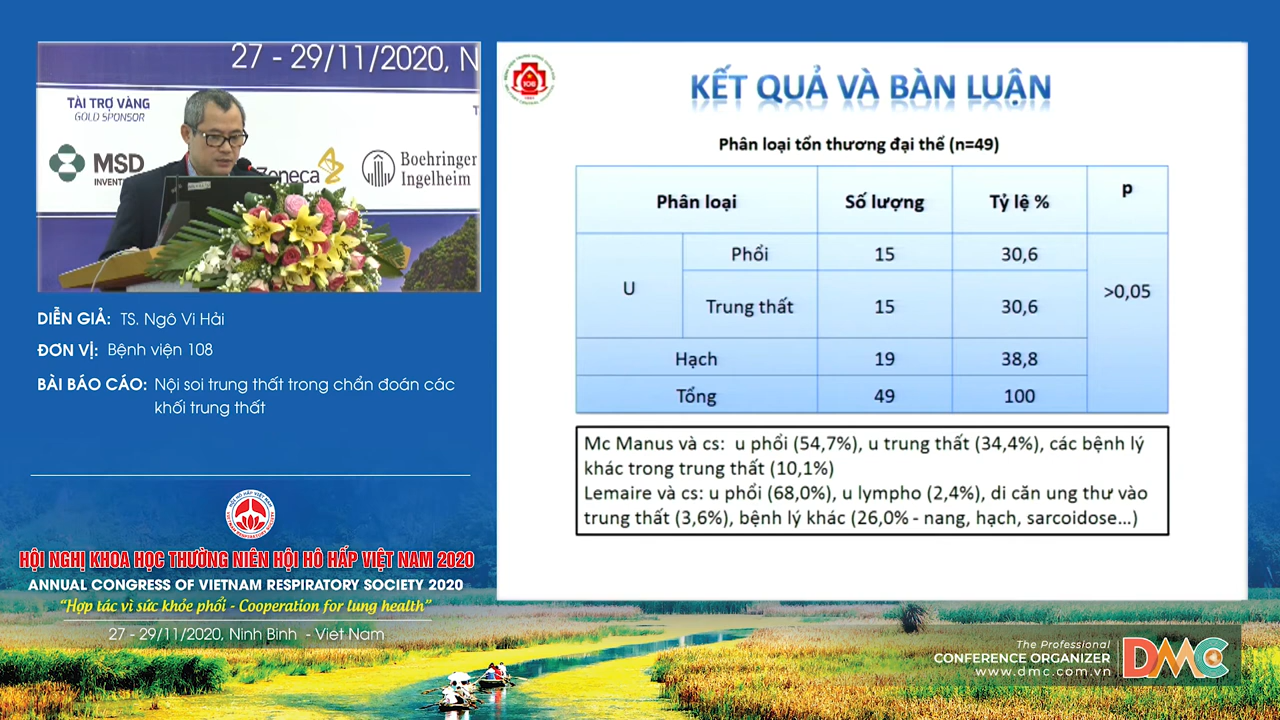 27 - 29/11/2020, N
TÀI TRỢ VÀNG
GOLD SPONSOR
MSD
INVENT
Zeneca
Boehringer
Ingelheim
DIỄN GIẢ: TS. Ngô Vi Hải
ĐƠN VỊ: Bệnh viện 108
BÀI BÁO CÁO: Nội soi trung thất trong chẩn đoán các
khối trung thất
HỘI NGHỊ KHOA HỌC THƯỜNG NIÊN HỘI HÔ HẤP VIỆT NAM 2020
ANNUAL CONGRESS OF VIETNAM RESPIRATORY SOCIETY 2020
“Hợp tác vì sức khỏe phổi - Cooperation for lung health”
27 - 29/11/2020, Ninh Binh - Viet Nam
108
KẾT QUẢ VÀ BÀN LUẬN
Phân loại tổn thương đại thể (n=49)
Phân loại Số lượng Tỷ lệ % p
U Phổi 15 30,6 >0,05
Trung thất 15 30,6
Hạch 19 38,8
Tổng 49 100
Mc Manus và cs: u phổi (54,7%), u trung thất (34,4%), các bệnh lý
khác trong trung thất (10,1%)
Lemaire và cs: u phổi (68,0%), u lympho (2,4%), di căn ung thư vào
trung thất (3,6%), bệnh lý khác (26,0% - nang, hạch, sarcoidose...)
The Professional
CONFERENCE ORGANIZER
www.dmc.com.vn
DMC